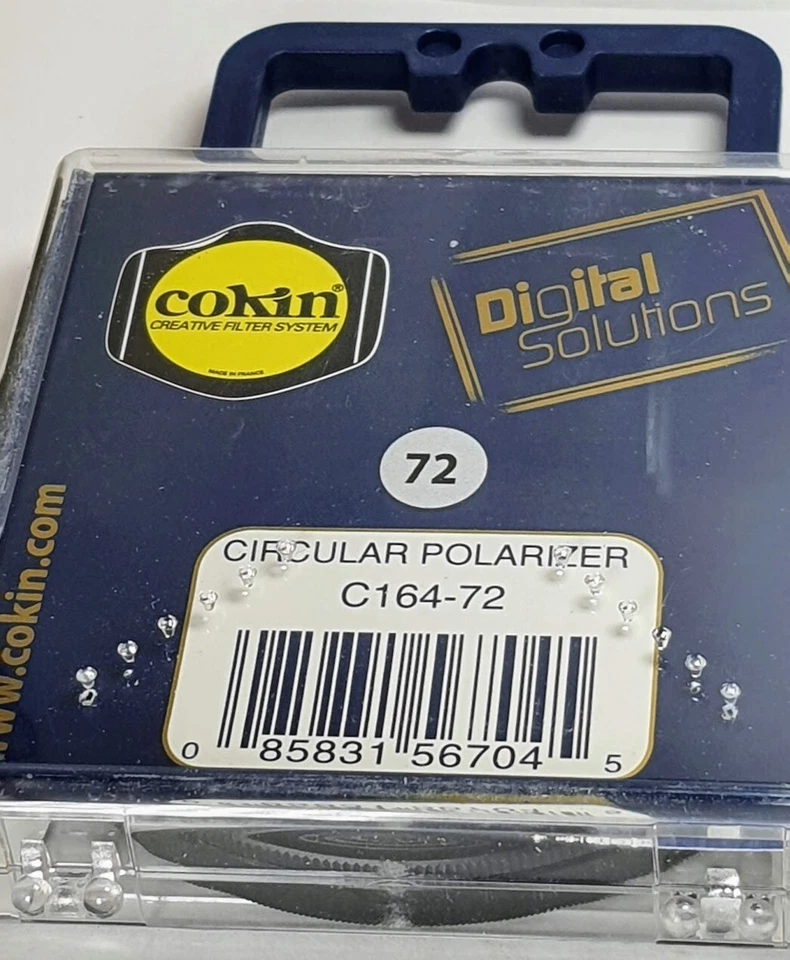 cokin®
CREATIVE FILTER SYSTEM
MADE IN FRANCE
Digital
Solutions
72
www.cokin.com
CIRCULAR POLARIZER
C164-72
0 85831 56704 5